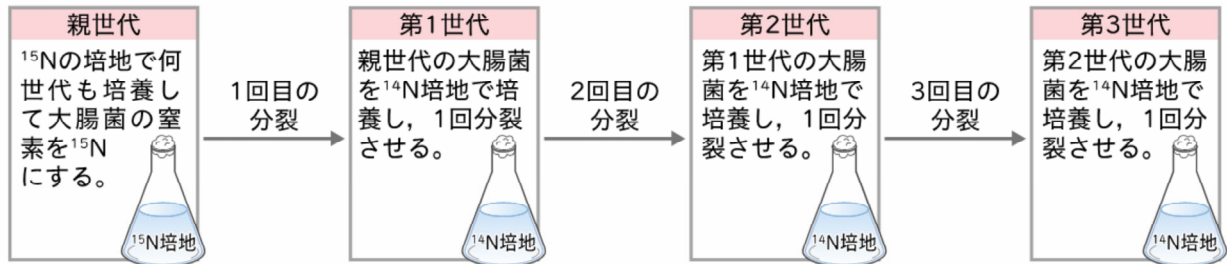 親世代
¹⁵Nの培地で何
世代も培養し
て大腸菌の窒
素を¹⁵N
にする。
¹⁵N培地
1回目の
分裂
第1世代
親世代の大腸菌
を¹⁴N培地で培
養し，1回分裂
させる。
¹⁴N培地
2回目の
分裂
第2世代
第1世代の大腸
菌を¹⁴N培地で
培養し，1回分
裂させる。
¹⁴N培地
3回目の
分裂
第3世代
第2世代の大腸
菌を¹⁴N培地で
培養し，1回分
裂させる。
¹⁴N培地